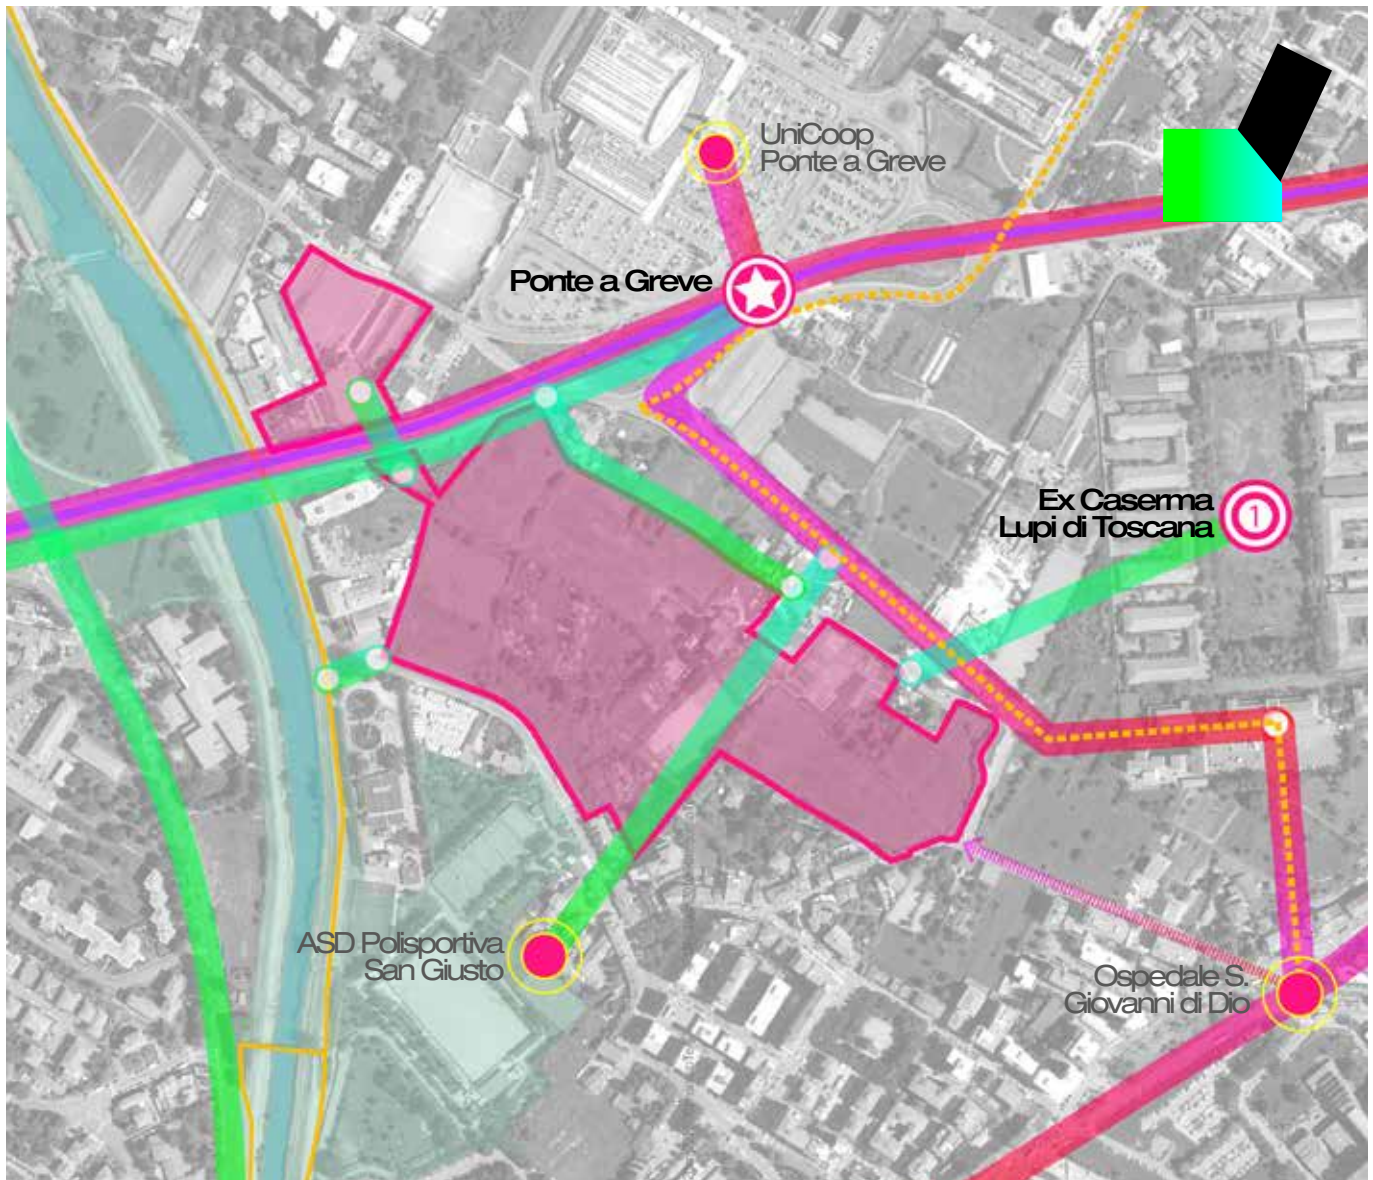 UniCoop
Ponte a Greve
Ponte a Greve
Ex Caserma
Lupi di Toscana
1
ASD Polisportiva
San Giusto
Ospedale S.
Giovanni di Dio